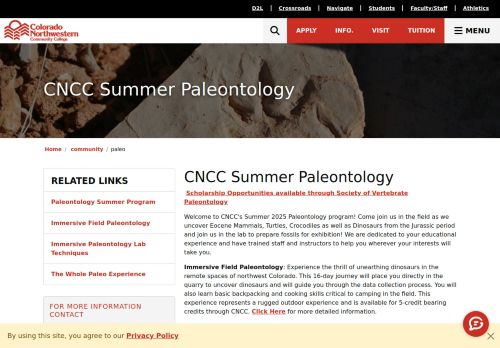 D2L | Crossroads | Navigate | Students | Faculty/Staff | Athletics
Colorado
Northwestern
Community College
APPLY INFO. VISIT TUITION MENU
CNCC Summer Paleontology
Home / community / paleo
RELATED LINKS
Paleontology Summer Program
Immersive Field Paleontology
Immersive Paleontology Lab
Techniques
The Whole Paleo Experience
FOR MORE INFORMATION
CONTACT
CNCC Summer Paleontology
Scholarship Opportunities available through Society of Vertebrate
Paleontology
Welcome to CNCC's Summer 2025 Paleontology program! Come join us in the field as we
uncover Eocene Mammals, Turtles, Crocodiles as well as Dinosaurs from the Jurassic period
and join us in the lab to prepare fossils for exhibition! We are dedicated to your educational
experience and have trained staff and instructors to help you wherever your interests will
take you.
Immersive Field Paleontology: Experience the thrill of unearthing dinosaurs in the
remote spaces of northwest Colorado. This 16-day journey will place you directly in the
quarry to uncover dinosaurs and will guide you through the data collection process. You will
also learn basic backpacking and cooking skills critical to camping in the field. This
experience represents a rugged outdoor experience and is available for 5-credit bearing
credits through CNCC. Click Here for more detailed information.
By using this site, you agree to our Privacy Policy
×